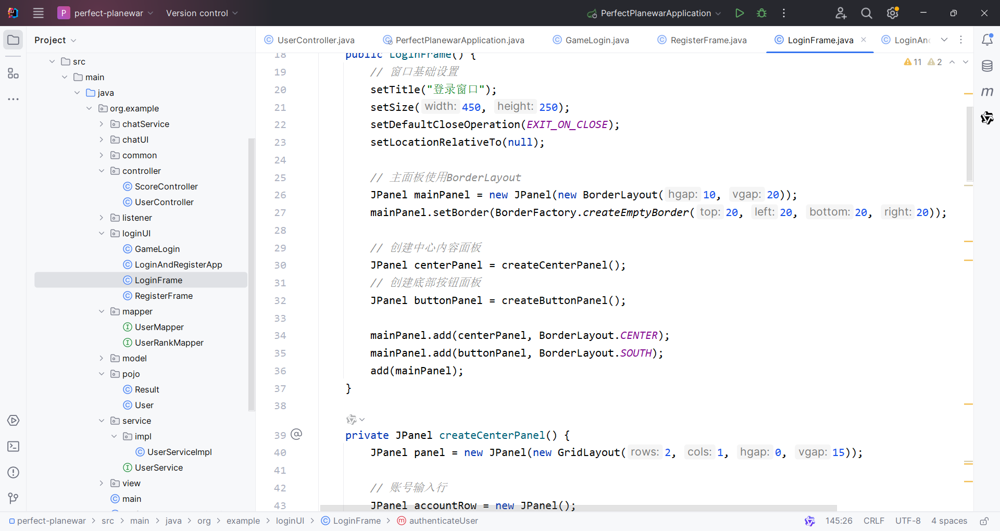 P perfect-planewar Version control PerfectPlanewarApplication
Project
src
main
java
org.example
chatService
chatUI
common
controller
ScoreController
UserController
listener
loginUI
GameLogin
LoginAndRegisterApp
LoginFrame
RegisterFrame
mapper
UserMapper
UserRankMapper
model
pojo
Result
User
service
impl
UserServiceImpl
UserService
view
main
UserController.java PerfectPlanewarApplication.java GameLogin.java RegisterFrame.java LoginFrame.java LoginAn
11 2
18 public LoginFrame() {
19 // 窗口基础设置
20 setTitle("登录窗口");
21 setSize( width: 450, height: 250);
22 setDefaultCloseOperation(EXIT_ON_CLOSE);
23 setLocationRelativeTo(null);
24
25 // 主面板使用BorderLayout
26 JPanel mainPanel = new JPanel(new BorderLayout( hgap: 10, vgap: 20));
27 mainPanel.setBorder(BorderFactory.createEmptyBorder( top: 20, left: 20, bottom: 20, right: 20));
28
29 // 创建中心内容面板
30 JPanel centerPanel = createCenterPanel();
31 // 创建底部按钮面板
32 JPanel buttonPanel = createButtonPanel();
33
34 mainPanel.add(centerPanel, BorderLayout.CENTER);
35 mainPanel.add(buttonPanel, BorderLayout.SOUTH);
36 add(mainPanel);
37 }
38
39 @ private JPanel createCenterPanel() {
40 JPanel panel = new JPanel(new GridLayout( rows: 2, cols: 1, hgap: 0, vgap: 15));
41
42 // 账号输入行
43 JPanel accountRow = new JPanel();
perfect-planewar > src > main > java > org > example > loginUI > LoginFrame > authenticateUser 145:26 CRLF UTF-8 4 spaces